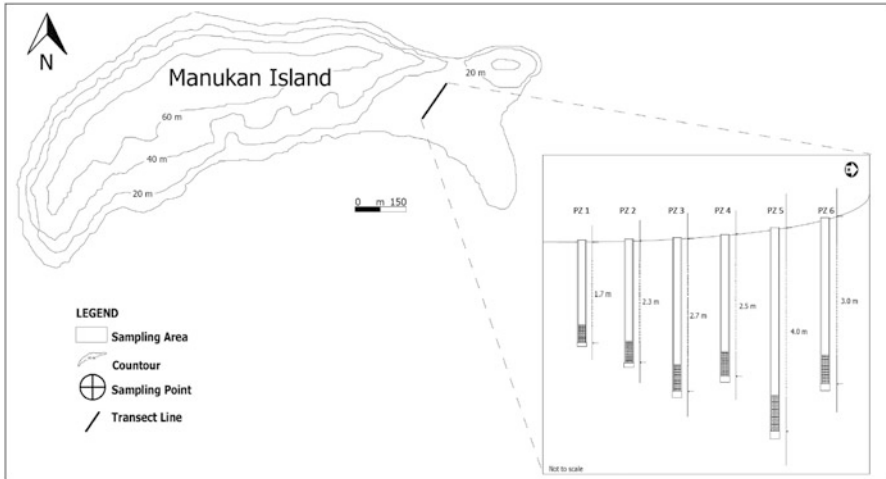 N
Manukan Island
20 m
60 m
40 m
20 m
0 m 150
PZ 1 PZ 2 PZ 3 PZ 4 PZ 5 PZ 6
1.7 m
2.3 m
2.7 m
2.5 m
4.0 m
3.0 m
Not to scale
LEGEND
Sampling Area
Countour
Sampling Point
Transect Line